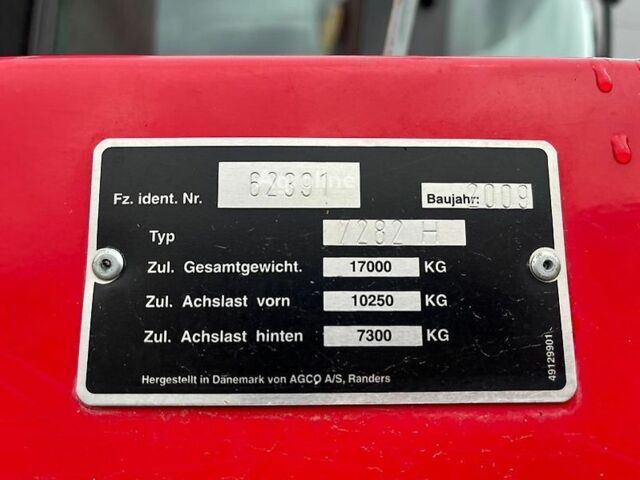 Fz. ident. Nr. 62391 Baujahr: 2009
Typ 7282 H
Zul. Gesamtgewicht. 17000 KG
Zul. Achslast vorn 10250 KG
Zul. Achslast hinten 7300 KG
Hergestellt in Dänemark von AGCO A/S, Randers
49129901